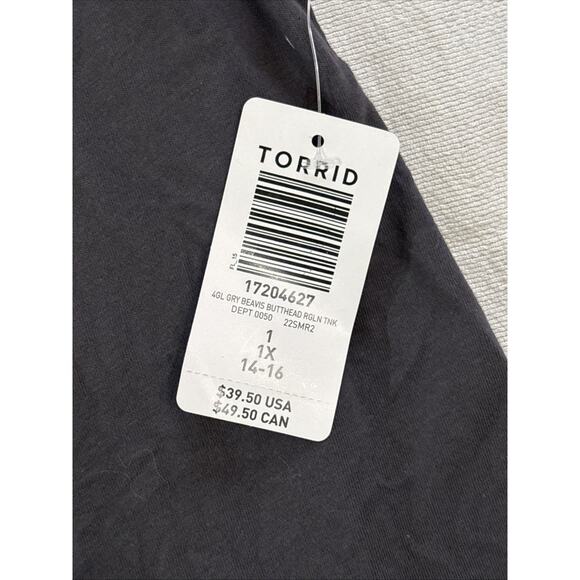 TORRID
FL_15
17204627
4GL GRY BEAVIS BUTTHEAD RGLN TNK
DEPT 0050 22SMR2
1
1X
14-16
$39.50 USA
$49.50 CAN